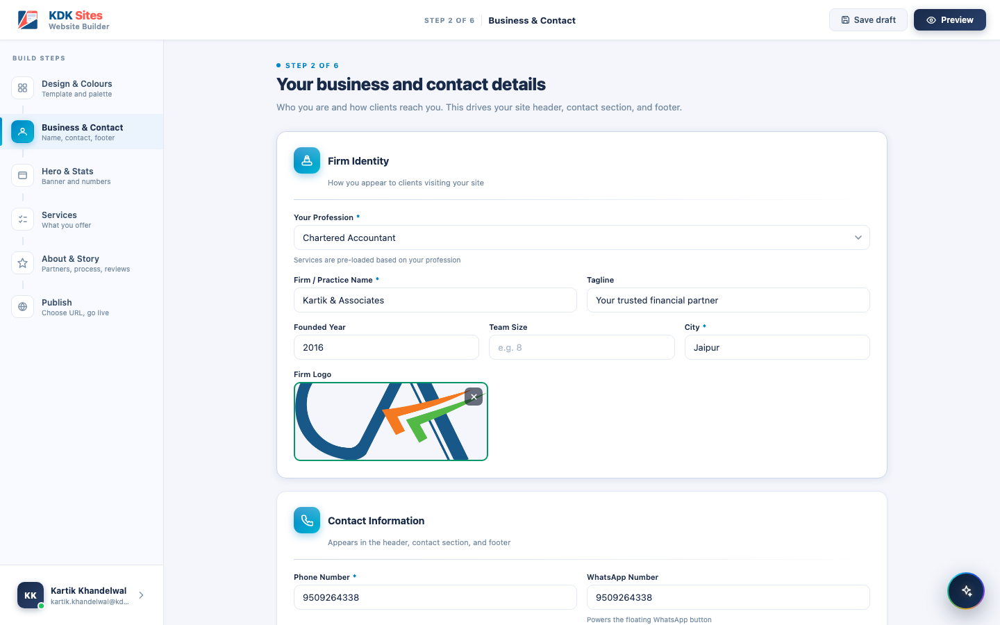 KDK Sites
Website Builder
STEP 2 OF 6
Business & Contact
Save draft
Preview
BUILD STEPS
Design & Colours
Template and palette
Business & Contact
Name, contact, footer
Hero & Stats
Banner and numbers
Services
What you offer
About & Story
Partners, process, reviews
Publish
Choose URL, go live
KK
Kartik Khandelwal
kartik.khandelwal@kd...
STEP 2 OF 6
Your business and contact details
Who you are and how clients reach you. This drives your site header, contact section, and footer.
Firm Identity
How you appear to clients visiting your site
Your Profession *
Chartered Accountant
Services are pre-loaded based on your profession
Firm / Practice Name *
Kartik & Associates
Tagline
Your trusted financial partner
Founded Year
2016
Team Size
e.g. 8
City *
Jaipur
Firm Logo
CA
Contact Information
Appears in the header, contact section, and footer
Phone Number *
9509264338
WhatsApp Number
9509264338
Powers the floating WhatsApp button